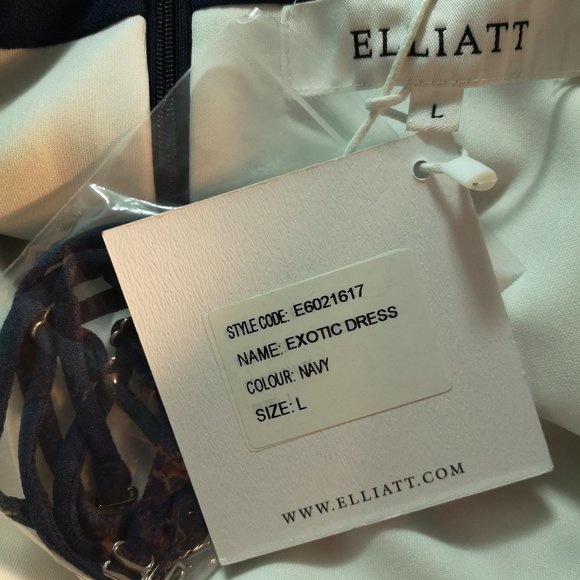 ELLIATT
L
STYLE CODE: E6021617
NAME: EXOTIC DRESS
COLOUR: NAVY
SIZE: L
WWW.ELLIATT.COM